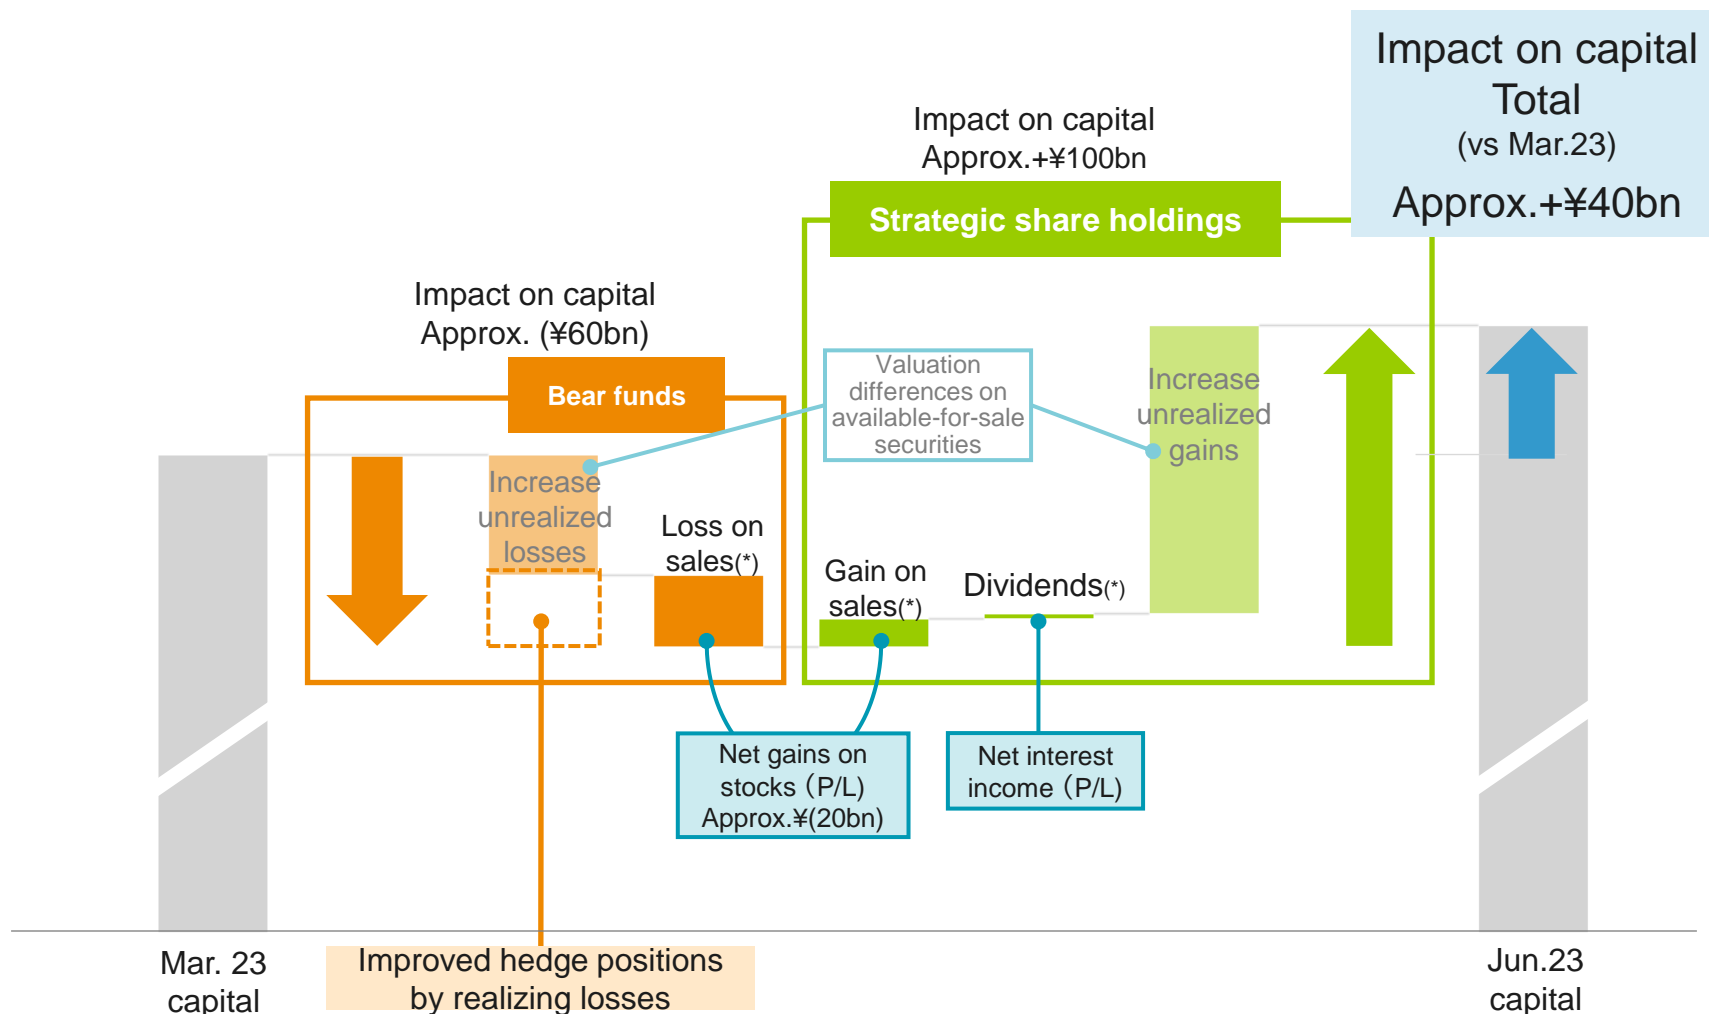 Impact on capital
Total
(vs Mar.23)
Approx.+¥40bn
Impact on capital
Approx.+¥100bn
Strategic share holdings
Impact on capital
Approx. (¥60bn)
Bear funds
Valuation
differences on
available-for-sale
securities
Increase
unrealized
gains
Increase
unrealized
losses
Loss on
sales(*)
Gain on
sales(*)
Dividends(*)
Net gains on
stocks（P/L)
Approx.¥(20bn)
Net interest
income（P/L)
Mar. 23
capital
Improved hedge positions
by realizing losses
Jun.23
capital